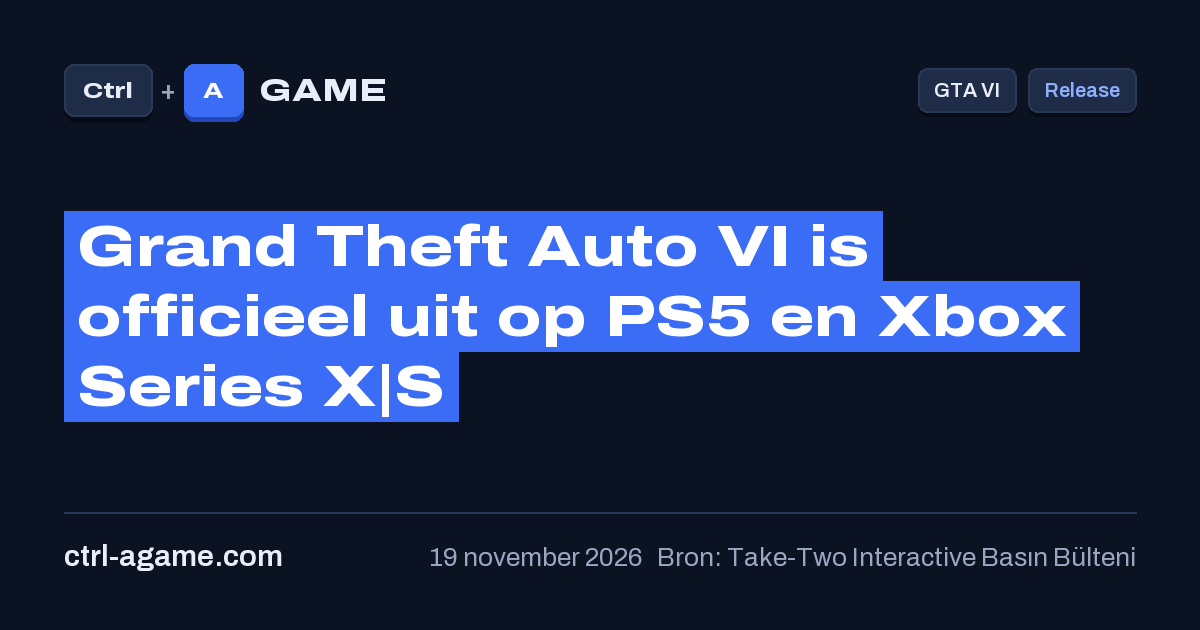 Ctrl + A GAME
GTA VI Release
Grand Theft Auto VI is
officieel uit op PS5 en Xbox
Series X|S
ctrl-agame.com
19 november 2026 Bron: Take-Two Interactive Basın Bülteni